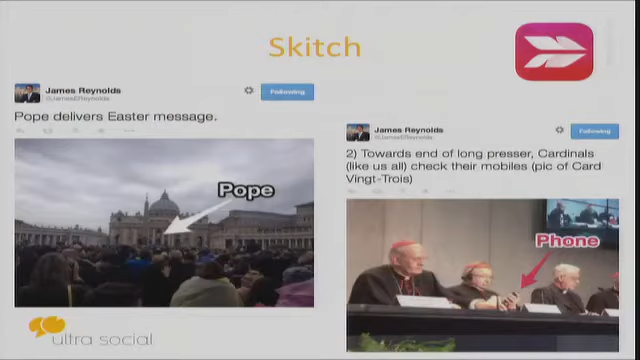 Skitch
James Reynolds
@JamesEReynolds
Following
Pope delivers Easter message.
Pope
James Reynolds
@JamesEReynolds
Following
2) Towards end of long presser, Cardinals
(like us all) check their mobiles (pic of Card
Vingt-Trois)
Phone
ultra social